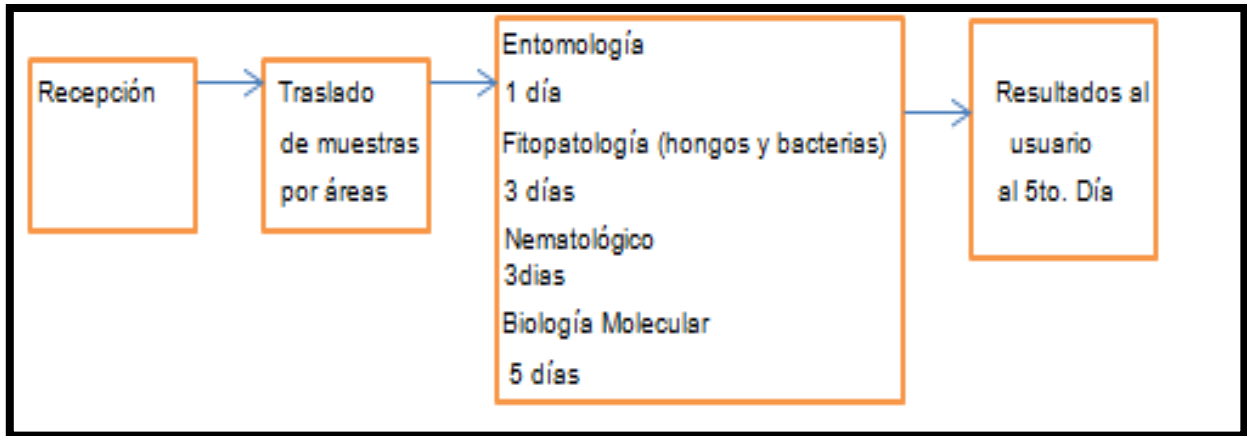 Recepción
Traslado
de muestras
por áreas
Entomología
1 día
Fitopatología (hongos y bacterias)
3 días
Nematológico
3dias
Biología Molecular
5 días
Resultados al
usuario
al 5to. Día